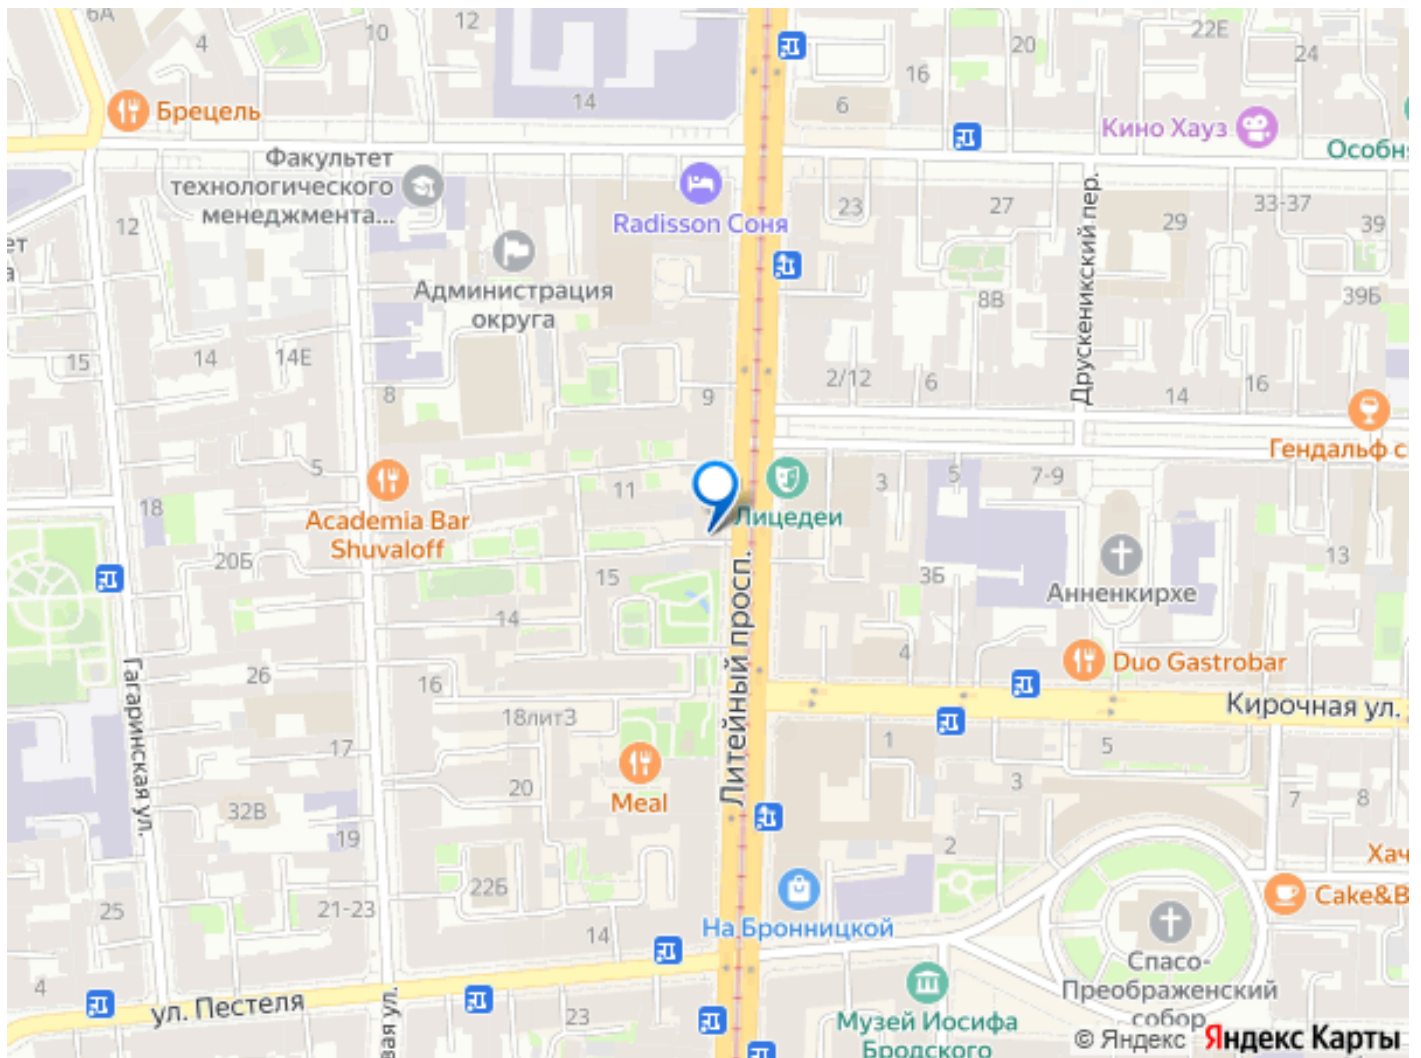 6А
4
10
12
14
Брецель
Факультет
технологического
менеджмента...
12
Администрация
округа
Radisson Соня
20
22Е
24
16
6
Кино Хауз
Особн
23
27
29
33-37
39
39Б
8В
Друскеникский пер.
2/12
6
14
16
15
14
14Е
8
9
Гендальф с
5
18
20Б
Academia Bar
Shuvaloff
11
Лицедеи
3
5
7-9
13
3Б
Анненкирхе
15
14
Литейный просп.
4
Duo Gastrobar
Кирочная ул.
26
16
18лит3
17
Гагаринская ул.
32В
19
20
Meal
1
3
5
7
8
2
Хач
Cake&B
22Б
25
21-23
14
На Бронницкой
4
ул. Пестеля
вая ул.
23
Музей Иосифа
Бродского
Спасо-
Преображенский
собор
© Яндекс Яндекс Карты